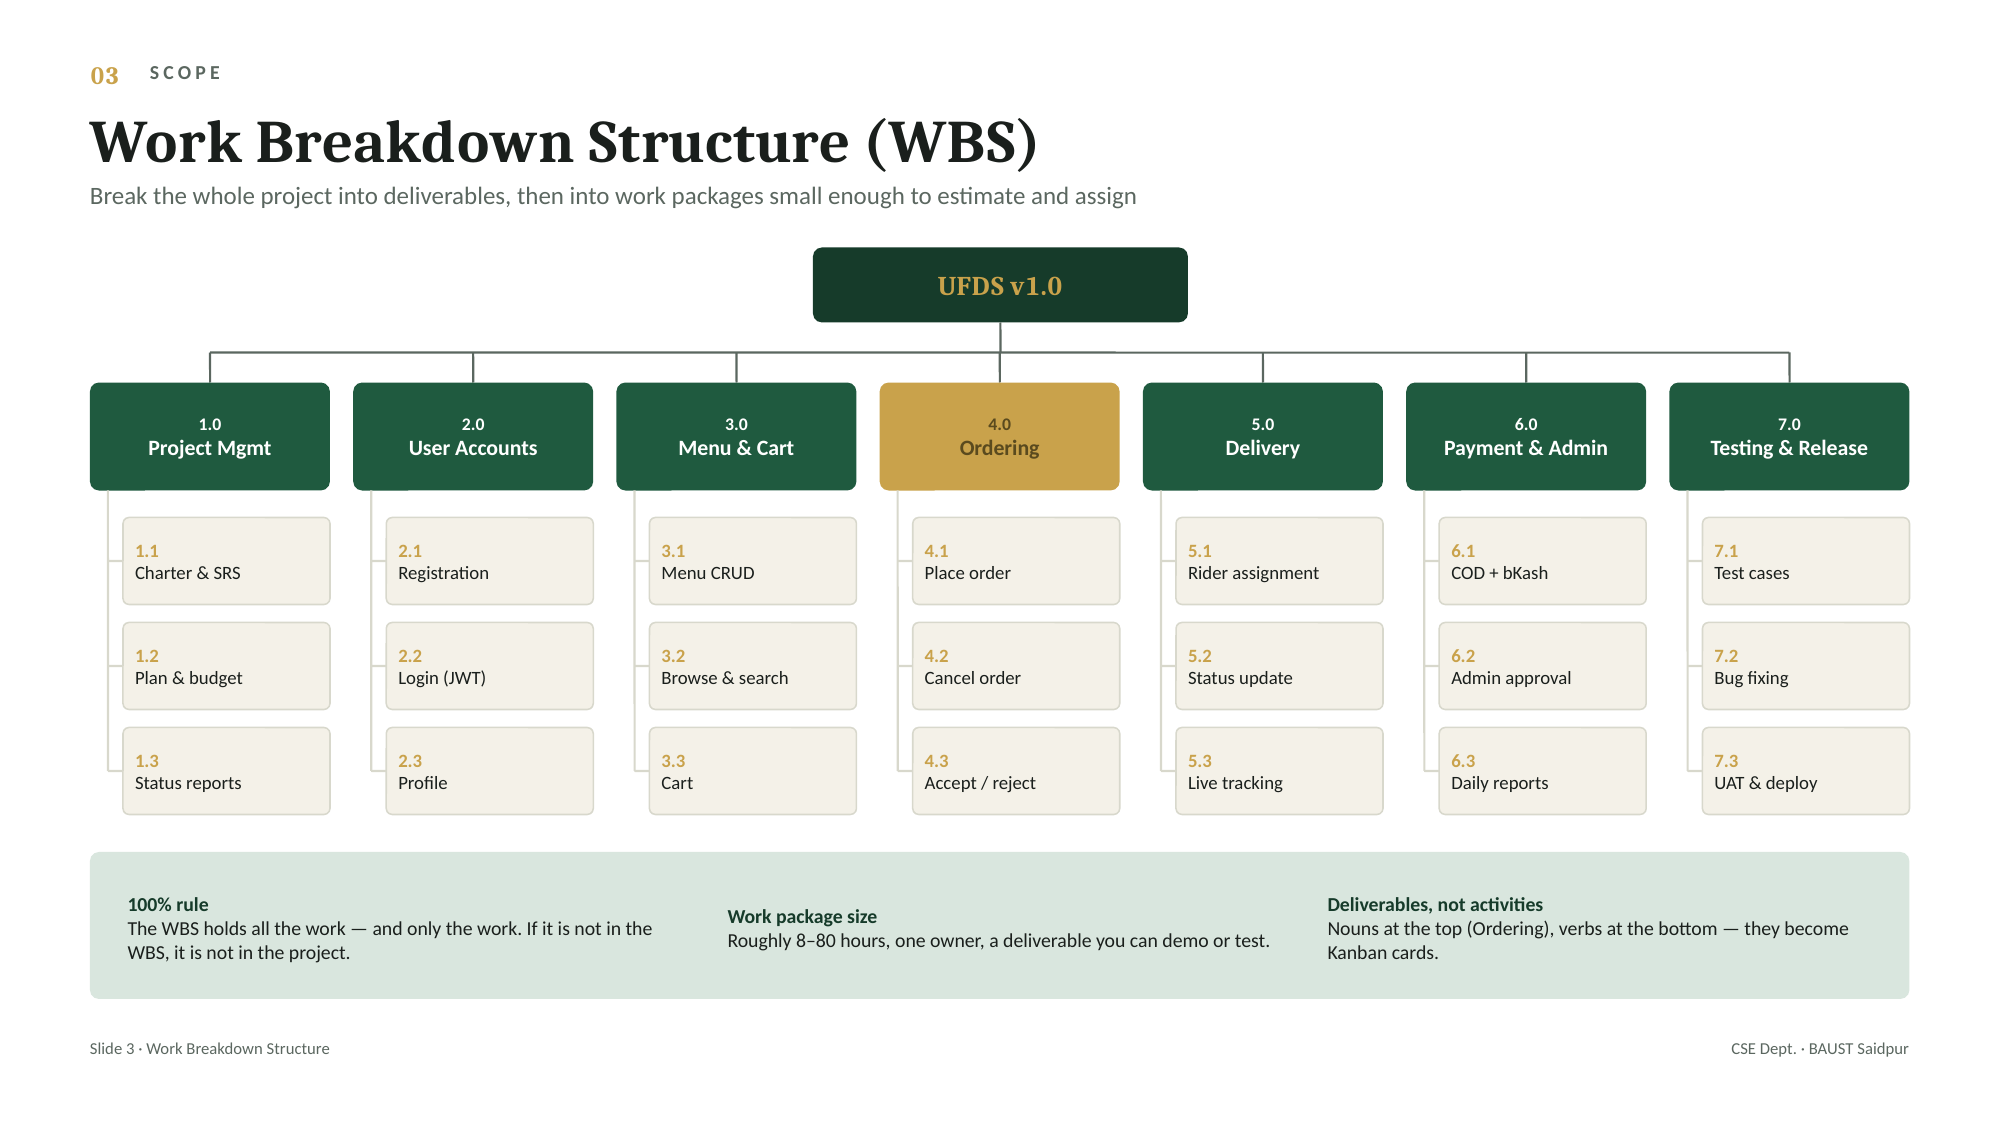 03 SCOPE
Work Breakdown Structure (WBS)
Break the whole project into deliverables, then into work packages small enough to estimate and assign
UFDS v1.0
1.0
Project Mgmt
2.0
User Accounts
3.0
Menu & Cart
4.0
Ordering
5.0
Delivery
6.0
Payment & Admin
7.0
Testing & Release
1.1
Charter & SRS
1.2
Plan & budget
1.3
Status reports
2.1
Registration
2.2
Login (JWT)
2.3
Profile
3.1
Menu CRUD
3.2
Browse & search
3.3
Cart
4.1
Place order
4.2
Cancel order
4.3
Accept / reject
5.1
Rider assignment
5.2
Status update
5.3
Live tracking
6.1
COD + bKash
6.2
Admin approval
6.3
Daily reports
7.1
Test cases
7.2
Bug fixing
7.3
UAT & deploy
100% rule
The WBS holds all the work — and only the work. If it is not in the
WBS, it is not in the project.
Work package size
Roughly 8–80 hours, one owner, a deliverable you can demo or test.
Deliverables, not activities
Nouns at the top (Ordering), verbs at the bottom — they become
Kanban cards.
Slide 3 · Work Breakdown Structure
CSE Dept. · BAUST Saidpur